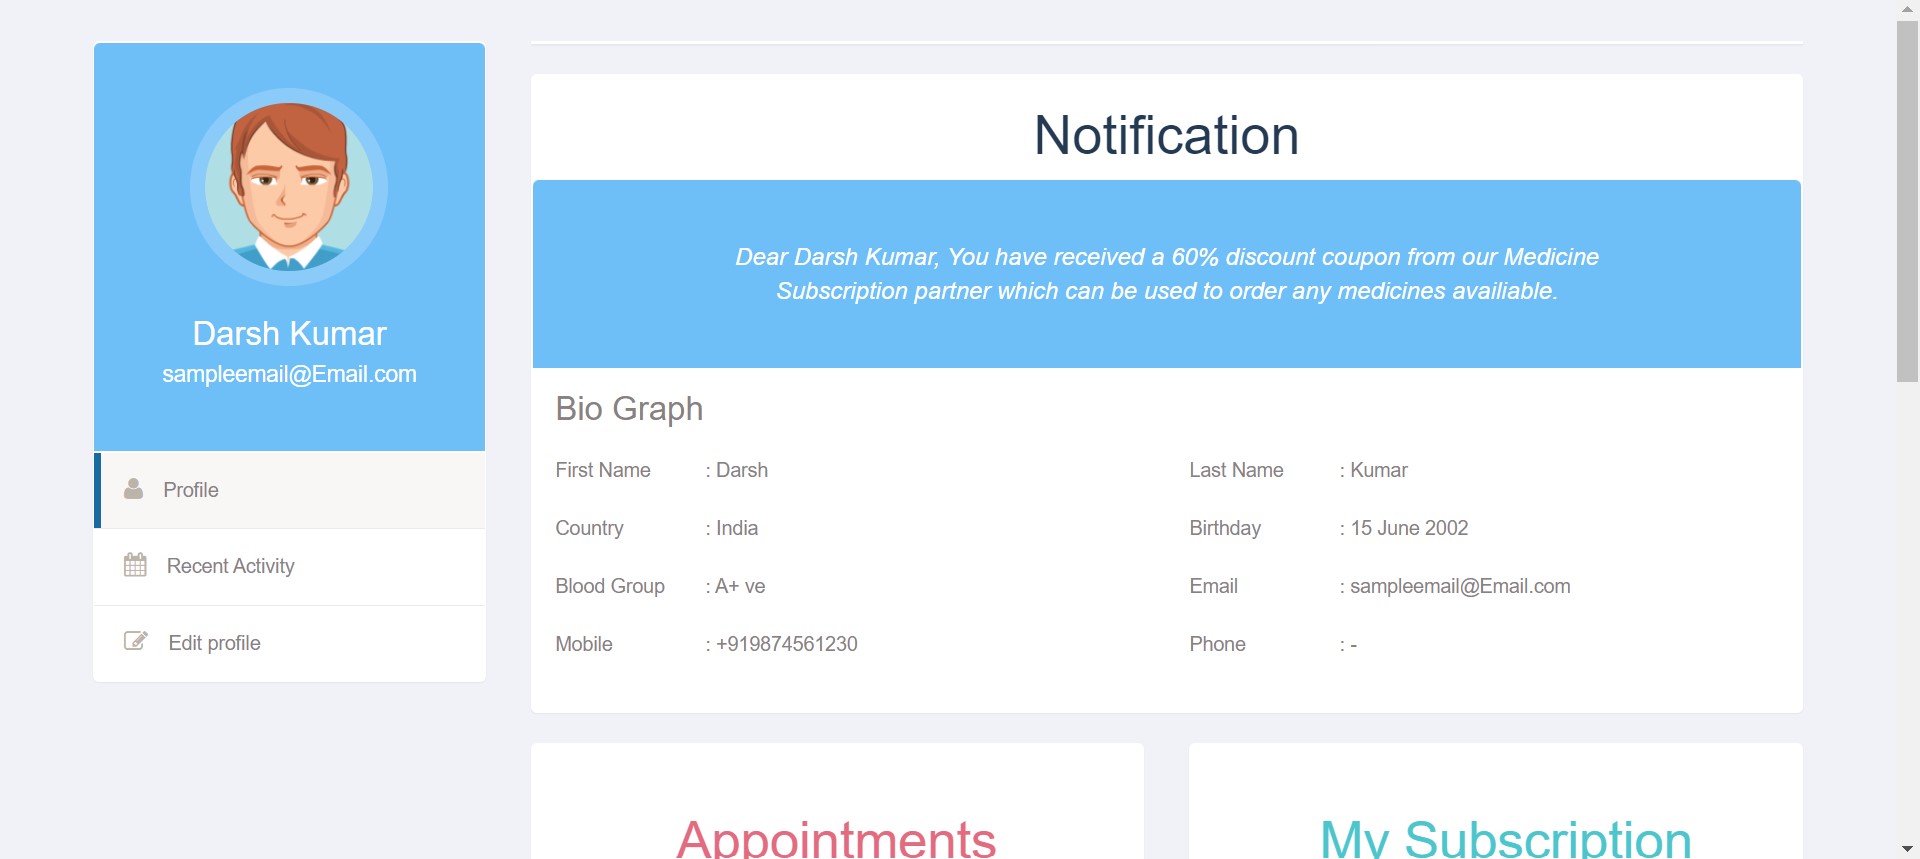 Darsh Kumar
sampleemail@Email.com
Profile
Recent Activity
Edit profile
Notification
Dear Darsh Kumar, You have received a 60% discount coupon from our Medicine
Subscription partner which can be used to order any medicines availiable.
Bio Graph
First Name : Darsh
Last Name : Kumar
Country : India
Birthday : 15 June 2002
Blood Group : A+ ve
Email : sampleemail@Email.com
Mobile : +919874561230
Phone : -
Appointments
My Subscription